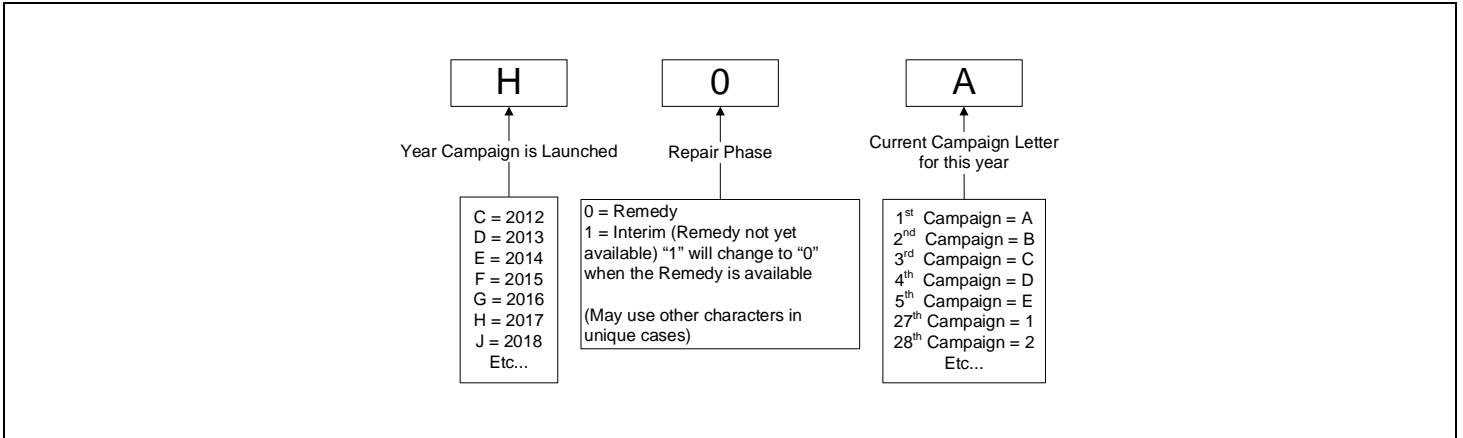 H
0
A
Year Campaign is Launched
Repair Phase
Current Campaign Letter
for this year
C = 2012
D = 2013
E = 2014
F = 2015
G = 2016
H = 2017
J = 2018
Etc...
0 = Remedy
1 = Interim (Remedy not yet
available) “1” will change to “0”
when the Remedy is available
(May use other characters in
unique cases)
1st Campaign = A
2nd Campaign = B
3rd Campaign = C
4th Campaign = D
5th Campaign = E
27th Campaign = 1
28th Campaign = 2
Etc...